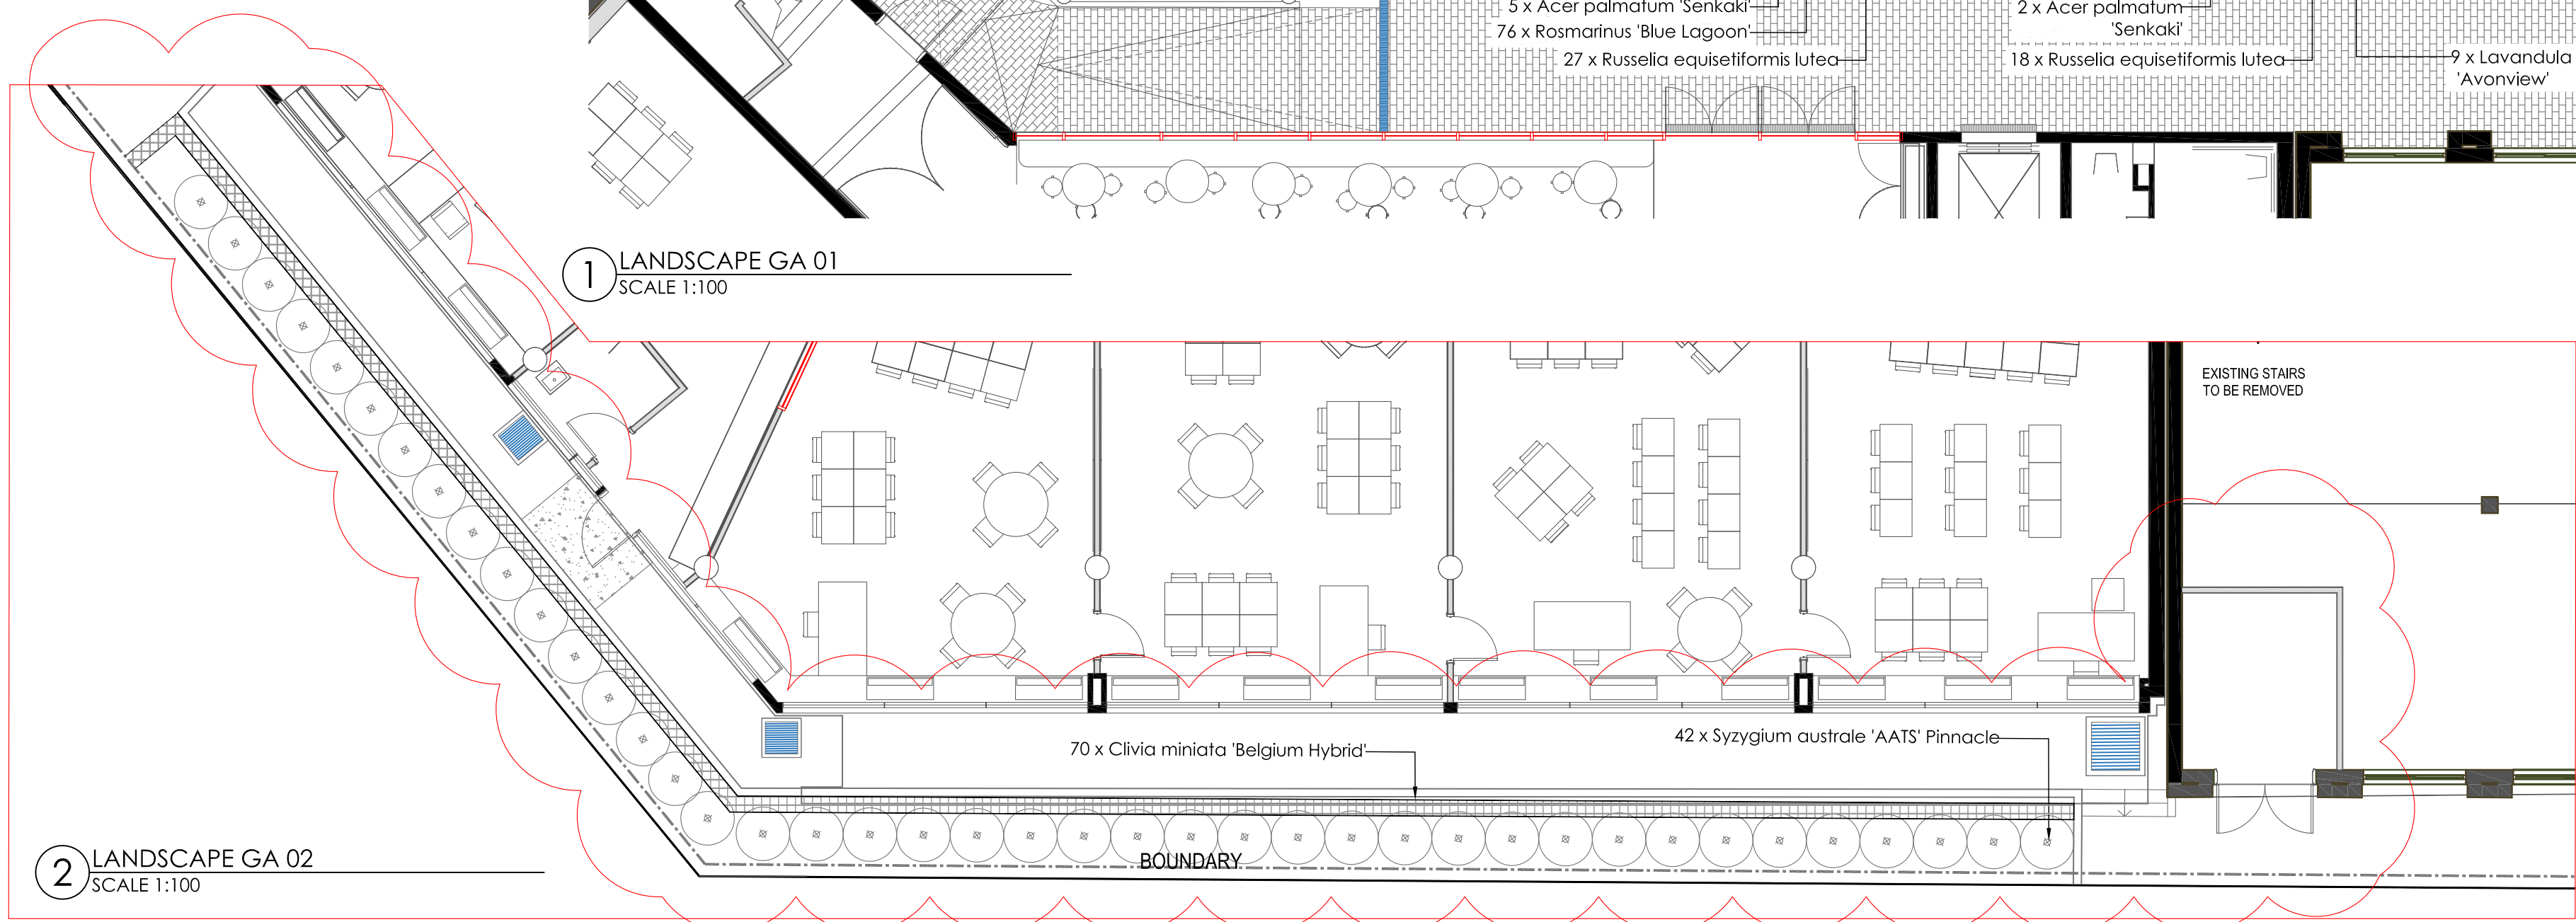 5 x Acer palmatum 'Senkaki'
76 x Rosmarinus 'Blue Lagoon'
27 x Russelia equisetiformis lutea
2 x Acer palmatum
'Senkaki'
18 x Russelia equisetiformis lutea
9 x Lavandula
'Avonview'
1
LANDSCAPE GA 01
SCALE 1:100
EXISTING STAIRS
TO BE REMOVED
70 x Clivia miniata 'Belgium Hybrid'
42 x Syzygium australe 'AATS' Pinnacle
BOUNDARY
2
LANDSCAPE GA 02
SCALE 1:100